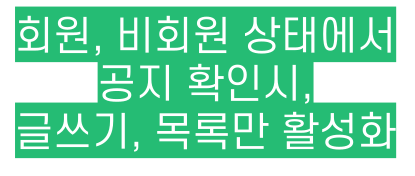 회원, 비회원 상태에서
공지 확인시,
글쓰기, 목록만 활성화